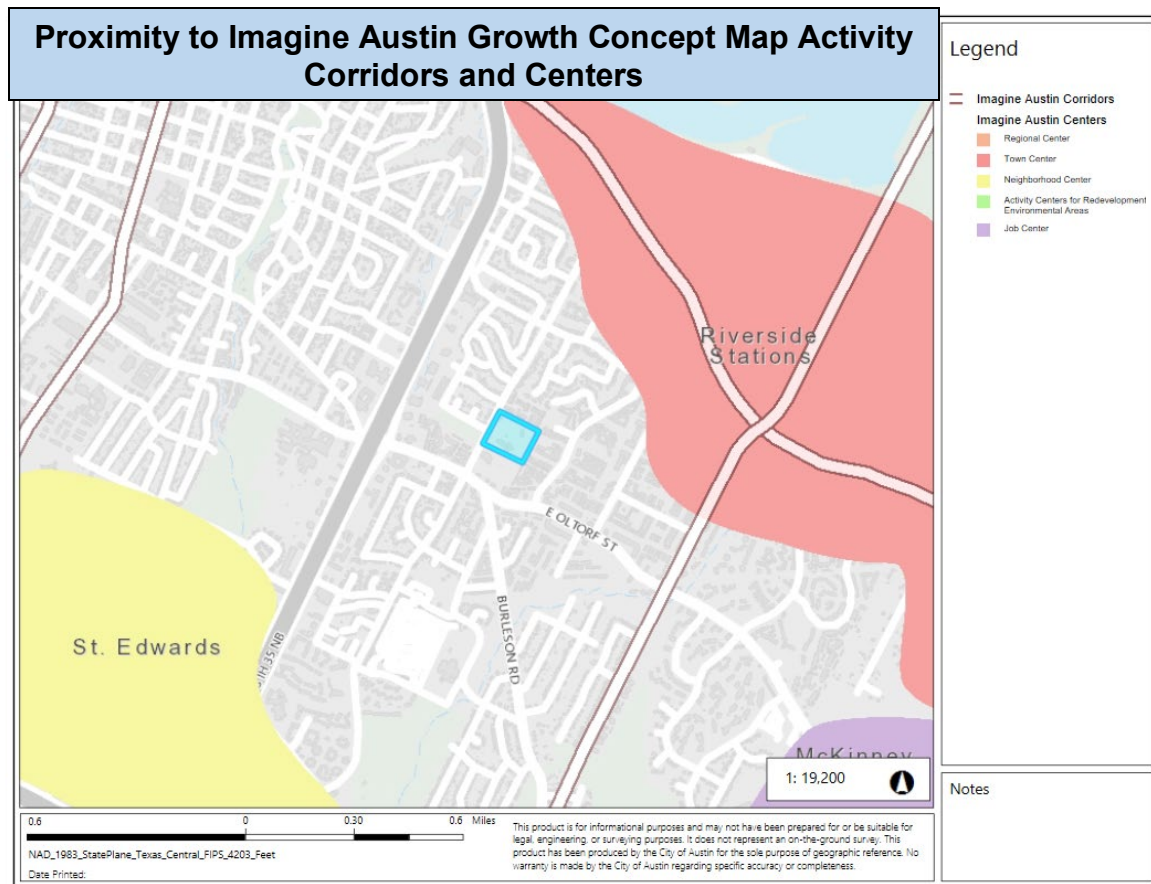 Proximity to Imagine Austin Growth Concept Map Activity
Corridors and Centers
Legend
Imagine Austin Corridors
Imagine Austin Centers
Regional Center
Town Center
Neighborhood Center
Activity Centers for Redevelopment
Environmental Areas
Job Center
Riverside
Stations
E OLTORF ST
BURLESON RD
IH 35 NB
St. Edwards
McKinney
1: 19,200
Notes
0.6 0 0.30 0.6 Miles
NAD_1983_StatePlane_Texas_Central_FIPS_4203_Feet
Date Printed:
This product is for informational purposes and may not have been prepared for or be suitable for
legal, engineering, or surveying purposes. It does not represent an on-the-ground survey. This
product has been produced by the City of Austin for the sole purpose of geographic reference. No
warranty is made by the City of Austin regarding specific accuracy or completeness.